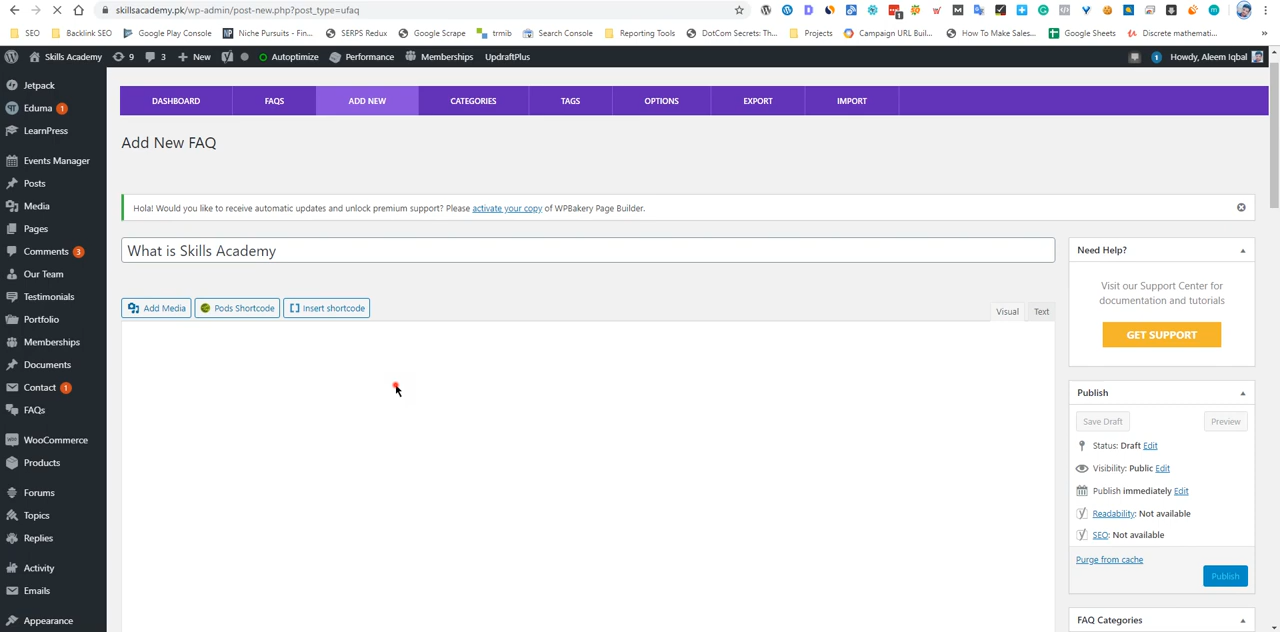 skillsacademy.pk/wp-admin/post-new.php?post_type=ufaq
SEO Backlink SEO Google Play Console Niche Pursuits - Fin... SERPS Redux Google Scrape trmib Search Console Reporting Tools DotCom Secrets: Th... Projects Campaign URL Buil... How To Make Sales... Google Sheets Discrete mathemati...
Skills Academy 9 3 New Autoptimize Performance Memberships UpdraftPlus 1 Howdy, Aleem Iqbal
Jetpack
Eduma 1
LearnPress
Events Manager
Posts
Media
Pages
Comments 3
Our Team
Testimonials
Portfolio
Memberships
Documents
Contact 1
FAQs
WooCommerce
Products
Forums
Topics
Replies
Activity
Emails
Appearance
DASHBOARD FAQS ADD NEW CATEGORIES TAGS OPTIONS EXPORT IMPORT
Add New FAQ
Hola! Would you like to receive automatic updates and unlock premium support? Please activate your copy of WPBakery Page Builder.
What is Skills Academy
Add Media Pods Shortcode Insert shortcode
Visual Text
Need Help?
Visit our Support Center for
documentation and tutorials
GET SUPPORT
Publish
Save Draft Preview
Status: Draft Edit
Visibility: Public Edit
Publish immediately Edit
Readability: Not available
SEO: Not available
Purge from cache
Publish
FAQ Categories